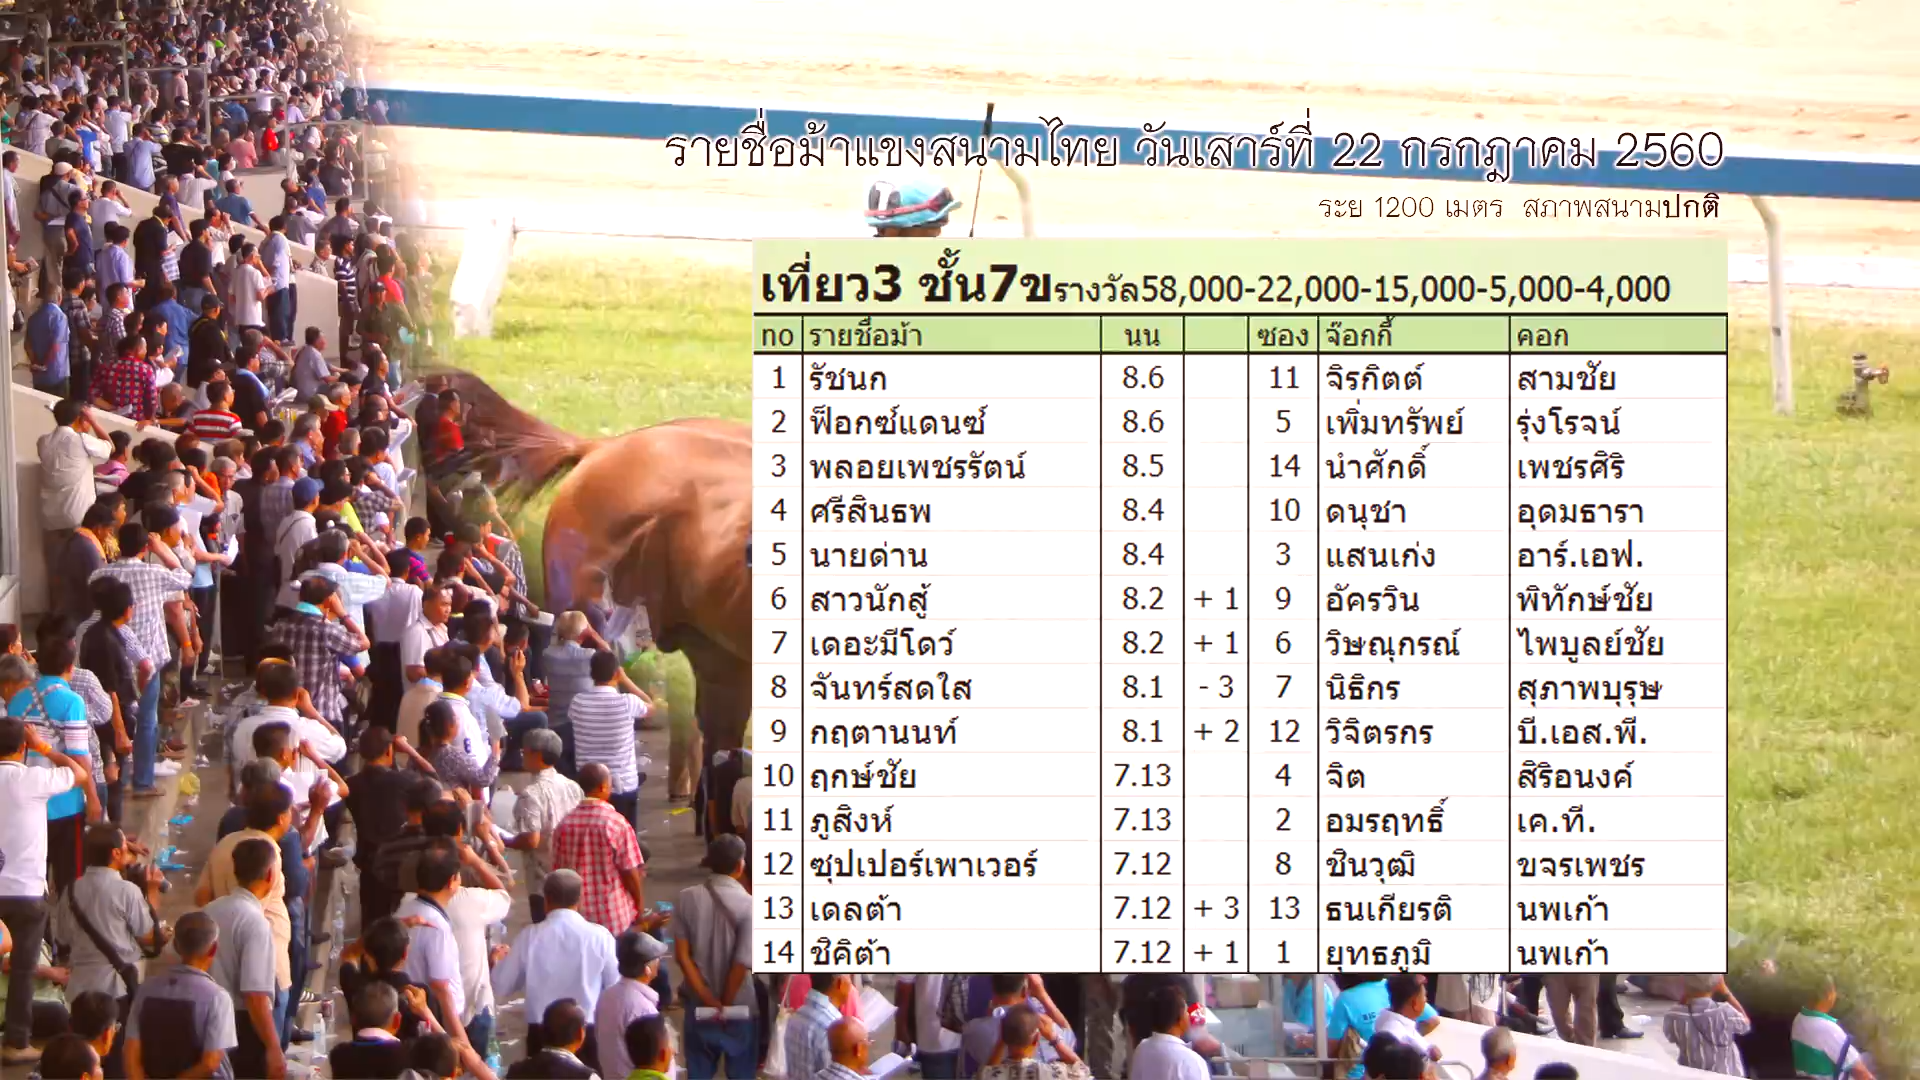 รายชื่อม้าแขงสนามไทย วันเสาร์ที่ 22 กรกฎาคม 2560
ระย 1200 เมตร สภาพสนามปกติ
เที่ยว3 ชั้น7ขรางวัล58,000-22,000-15,000-5,000-4,000
no รายชื่อม้า นน ซอง จ๊อกกี้ คอก
1 รัชนก 8.6 11 จิรกิตต์ สามชัย
2 ฟ็อกซ์แดนซ์ 8.6 5 เพิ่มทรัพย์ รุ่งโรจน์
3 พลอยเพชรรัตน์ 8.5 14 นำศักดิ์ เพชรศิริ
4 ศรีสินธพ 8.4 10 ดนุชา อุดมธารา
5 นายด่าน 8.4 3 แสนเก่ง อาร์.เอฟ.
6 สาวนักสู้ 8.2 + 1 9 อัครวิน พิทักษ์ชัย
7 เดอะมีโดว์ 8.2 + 1 6 วิษณุกรณ์ ไพบูลย์ชัย
8 จันทร์สดใส 8.1 - 3 7 นิธิกร สุภาพบุรุษ
9 กฤตานนท์ 8.1 + 2 12 วิจิตรกร บี.เอส.พี.
10 ฤกษ์ชัย 7.13 4 จิต สิริอนงค์
11 ภูสิงห์ 7.13 2 อมรฤทธิ์ เค.ที.
12 ซุปเปอร์เพาเวอร์ 7.12 8 ชินวุฒิ ขจรเพชร
13 เดลต้า 7.12 + 3 13 ธนเกียรติ นพเก้า
14 ชิคิต้า 7.12 + 1 1 ยุทธภูมิ นพเก้า